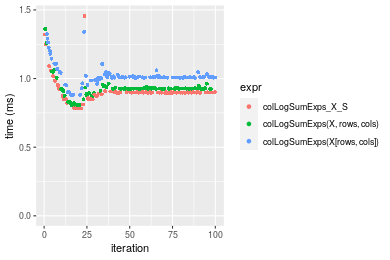 1.5
1.0
0.5
0.0
time (ms)
0
25
50
75
100
iteration
expr
colLogSumExps_X_S
colLogSumExps(X, rows, cols)
colLogSumExps(X[rows, cols])